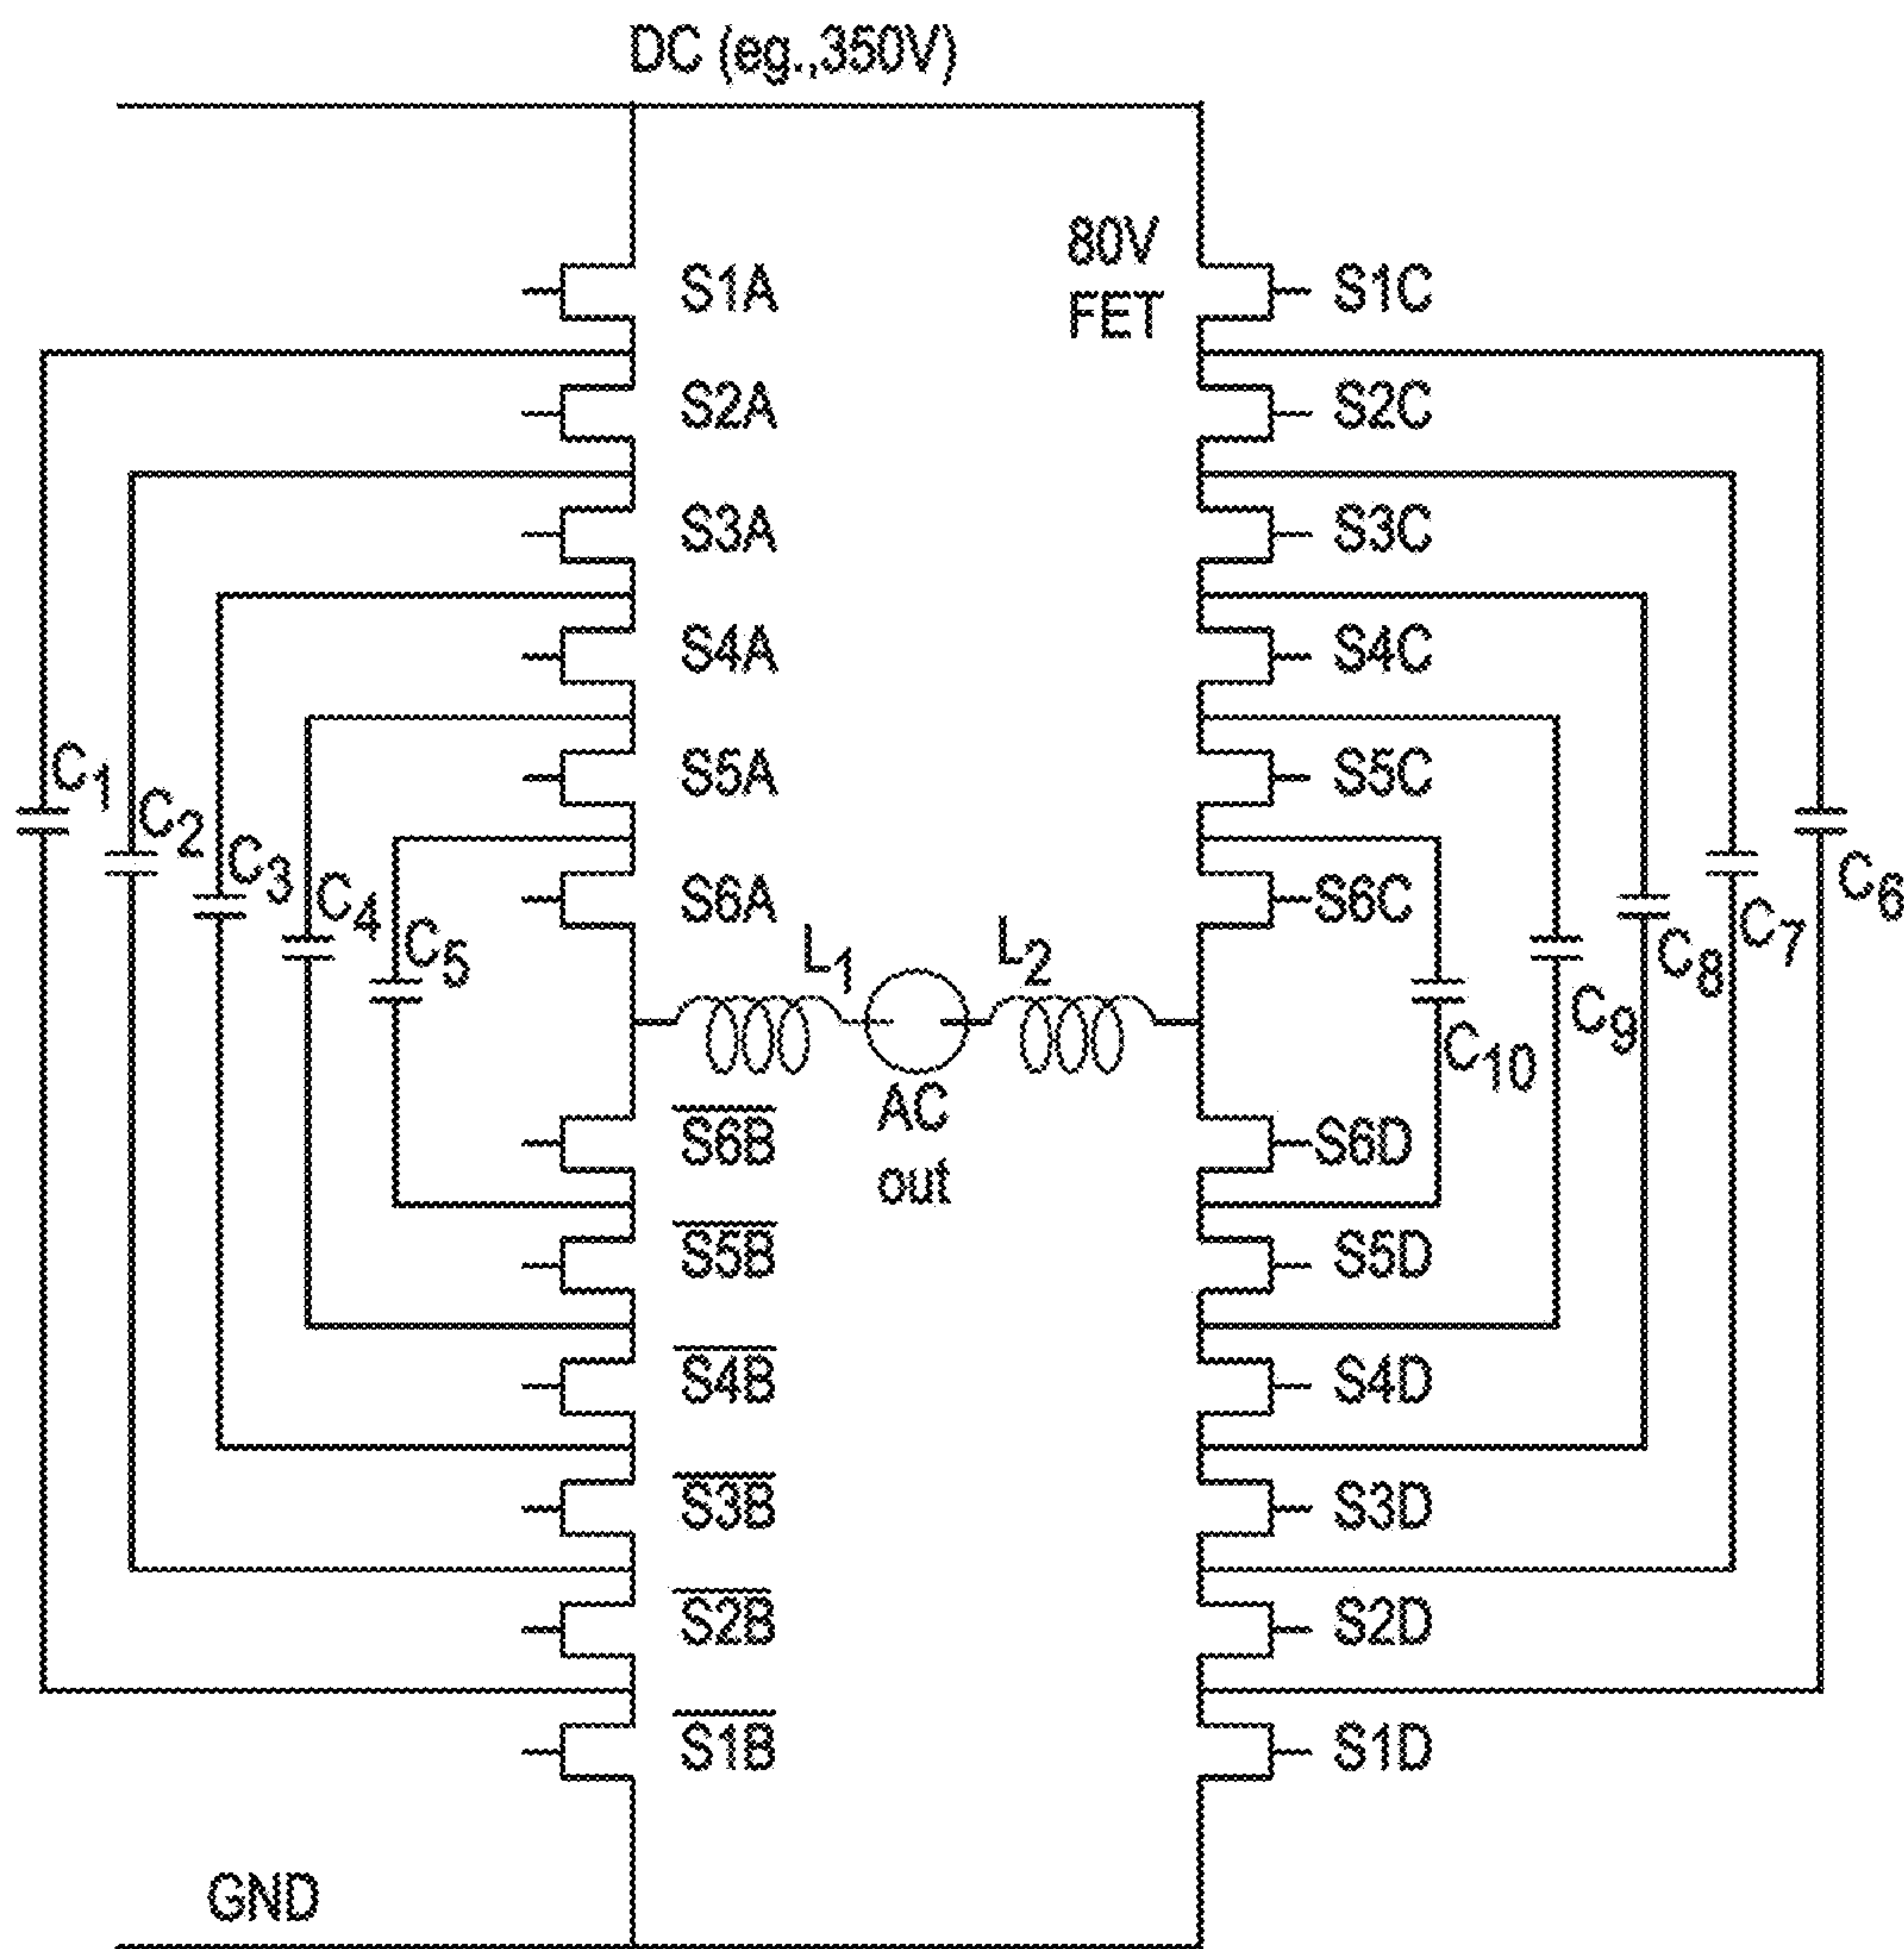 DC (eg.,350V)
80V
FET
S1A
S1C
S2A
S2C
S3A
S3C
S4A
S4C
C1
S5A
S5C
C2
C3
C4
S6A
S6C
C6
C5
L1
L2
C7
C8
C9
C10
AC
out
S6B
S6D
S5B
S5D
S4B
S4D
S3B
S3D
S2B
S2D
S1B
S1D
GND